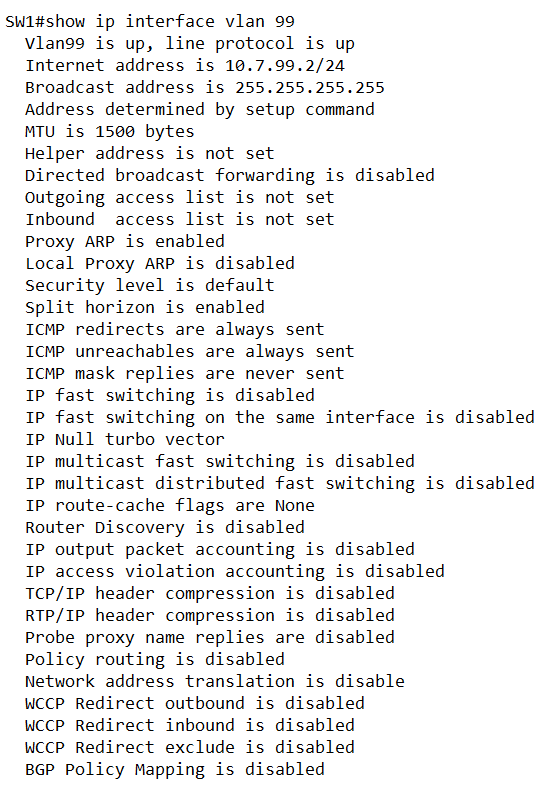 SW1#show ip interface vlan 99
Vlan99 is up, line protocol is up
Internet address is 10.7.99.2/24
Broadcast address is 255.255.255.255
Address determined by setup command
MTU is 1500 bytes
Helper address is not set
Directed broadcast forwarding is disabled
Outgoing access list is not set
Inbound  access list is not set
Proxy ARP is enabled
Local Proxy ARP is disabled
Security level is default
Split horizon is enabled
ICMP redirects are always sent
ICMP unreachables are always sent
ICMP mask replies are never sent
IP fast switching is disabled
IP fast switching on the same interface is disabled
IP Null turbo vector
IP multicast fast switching is disabled
IP multicast distributed fast switching is disabled
IP route-cache flags are None
Router Discovery is disabled
IP output packet accounting is disabled
IP access violation accounting is disabled
TCP/IP header compression is disabled
RTP/IP header compression is disabled
Probe proxy name replies are disabled
Policy routing is disabled
Network address translation is disable
WCCP Redirect outbound is disabled
WCCP Redirect inbound is disabled
WCCP Redirect exclude is disabled
BGP Policy Mapping is disabled